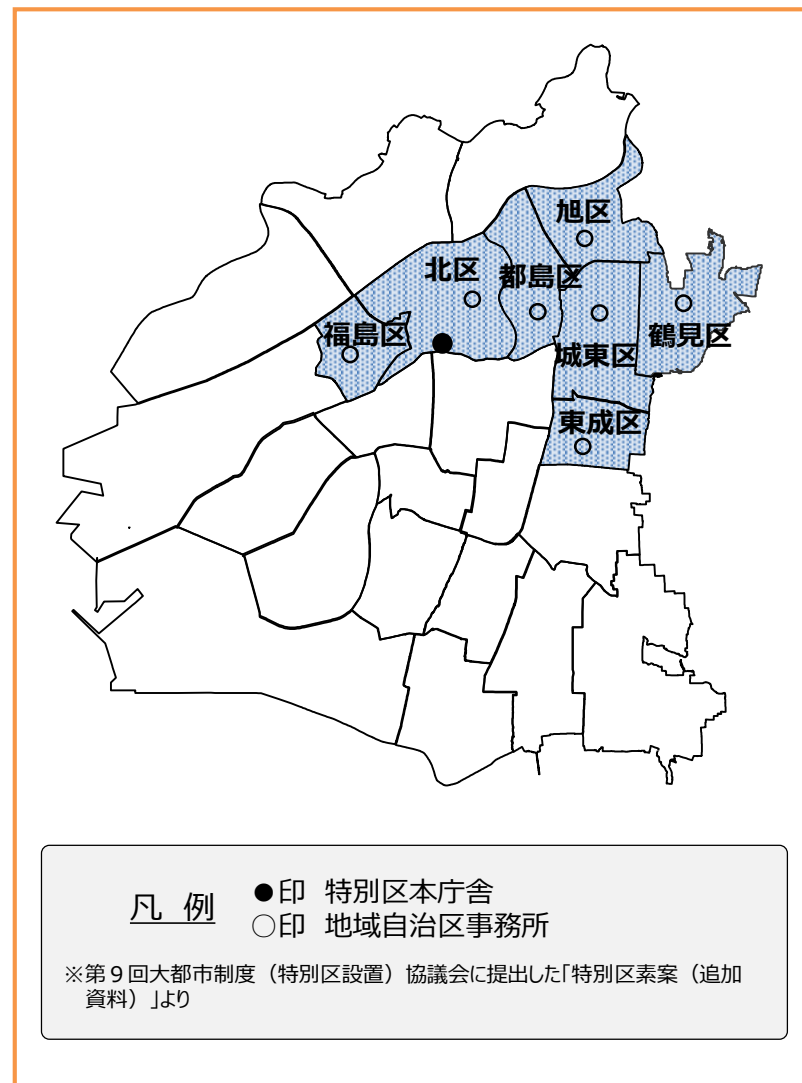 旭区
北区
都島区
福島区
鶴見区
城東区
東成区
凡 例
●印 特別区本庁舎
○印 地域自治区事務所
※第9回大都市制度（特別区設置）協議会に提出した「特別区素案（追加
資料）」より